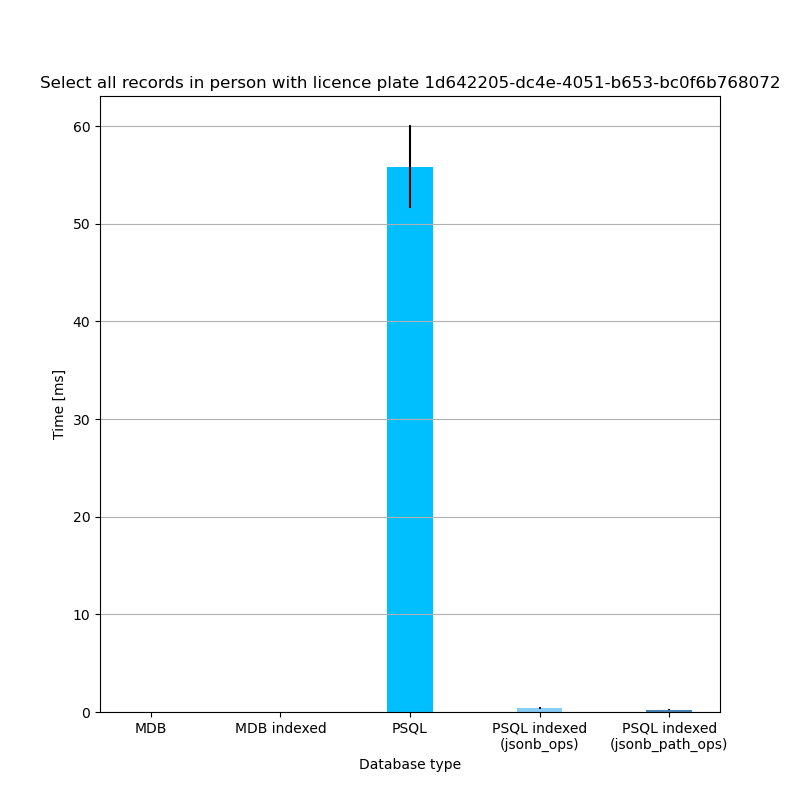 Select all records in person with licence plate 1d642205-dc4e-4051-b653-bc0f6b768072
60
50
40
30
20
10
0
Time [ms]
MDB
MDB indexed
PSQL
PSQL indexed
(jsonb_ops)
PSQL indexed
(jsonb_path_ops)
Database type